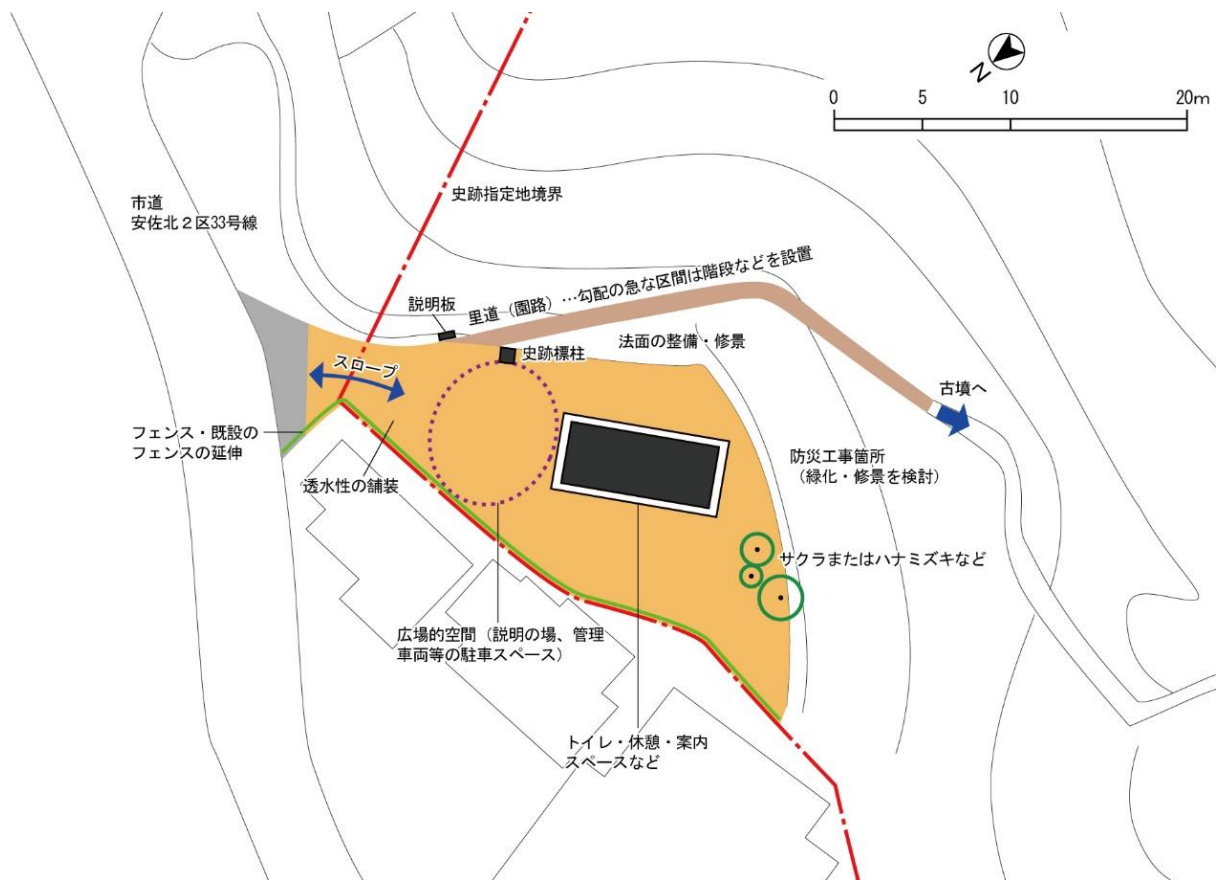 N
0 5 10 20m
史跡指定地境界
市道
安佐北2区33号線
説明板
里道（園路）…勾配の急な区間は階段などを設置
史跡標柱
法面の整備・修景
スロープ
古墳へ
フェンス・既設の
フェンスの延伸
透水性の舗装
防災工事箇所
（緑化・修景を検討）
サクラまたはハナミズキなど
広場的空間（説明の場、管理
車両等の駐車スペース）
トイレ・休憩・案内
スペースなど